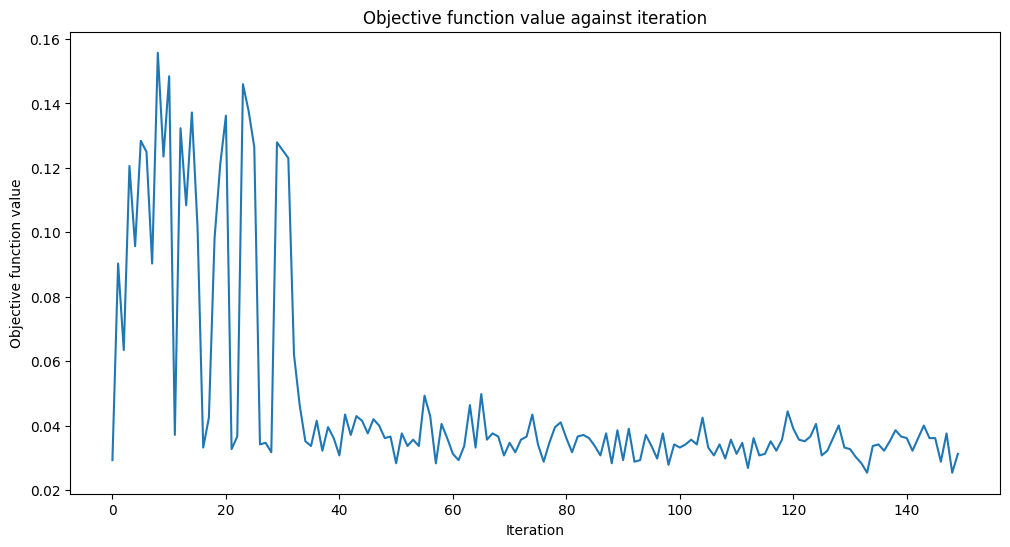 Objective function value against iteration
0.16
0.14
0.12
0.10
0.08
0.06
0.04
0.02
Objective function value
0 20 40 60 80 100 120 140
Iteration